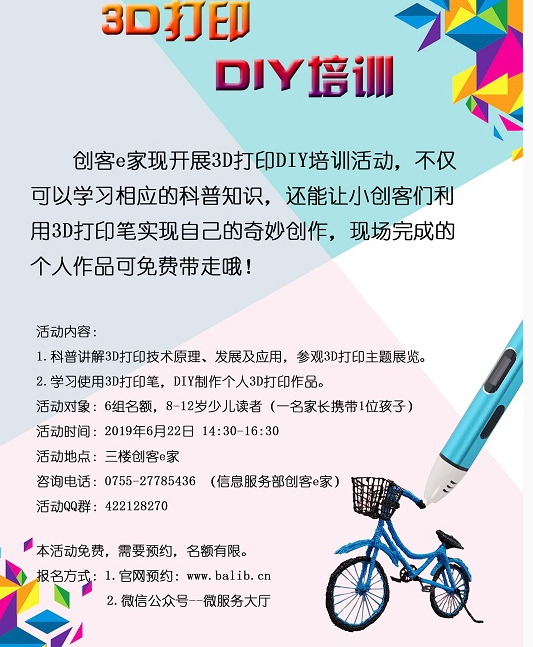 3D打印
DIY培训
创客e家现开展3D打印DIY培训活动，不仅
可以学习相应的科普知识，还能让小创客们利
用3D打印笔实现自己的奇妙创作，现场完成的
个人作品可免费带走哦！
活动内容：
1.科普讲解3D打印技术原理、发展及应用，参观3D打印主题展览。
2.学习使用3D打印笔，DIY制作个人3D打印作品。
活动对象：6组名额，8-12岁少儿读者（一名家长携带1位孩子）
活动时间：2019年6月22日 14:30-16:30
活动地点：三楼创客e家
咨询电话：0755-27785436 （信息服务部创客e家）
活动QQ群：422128270
本活动免费，需要预约，名额有限。
报名方式：1.官网预约：www.balib.cn
2.微信公众号--微服务大厅